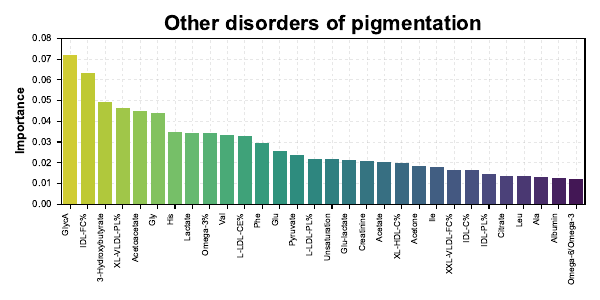 Other disorders of pigmentation
Importance
0.08
0.07
0.06
0.05
0.04
0.03
0.02
0.01
0.00
GlycA
IDL-FC%
3-Hydroxybutyrate
XL-VLDL-PL%
Acetoacetate
Gly
His
Lactate
Omega-3%
Val
L-LDL-CE%
Phe
Glu
Pyruvate
L-LDL-PL%
Unsaturation
Glu-lactate
Creatinine
Acetate
XL-HDL-C%
Acetone
Ile
XXL-VLDL-FC%
IDL-C%
IDL-PL%
Citrate
Leu
Ala
Albumin
Omega-6/Omega-3